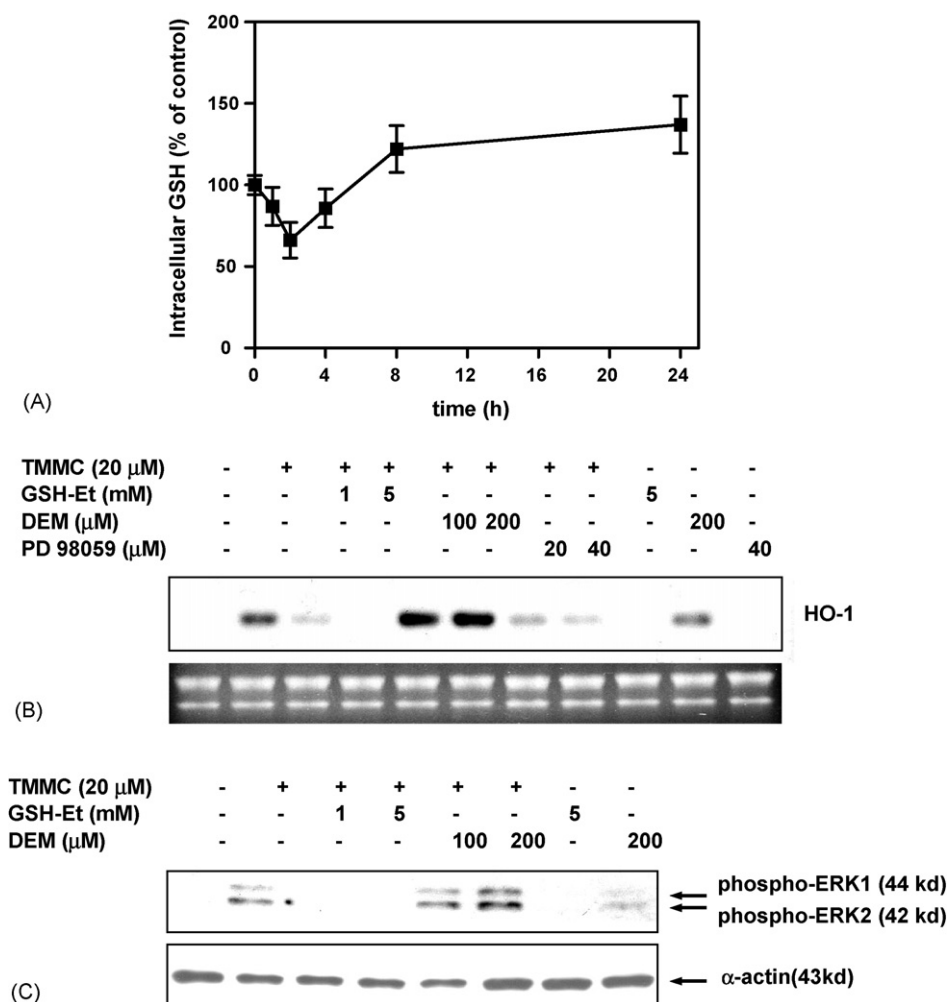 200
150
100
50
0
Intracellular GSH (% of control)
0 4 8 12 16 20 24
time (h)
(A)
TMMC (20 μM) - + + + + + + + - - -
GSH-Et (mM) - - 1 5 - - - - 5 - -
DEM (μM) - - - - 100 200 - - - 200 -
PD 98059 (μM) - - - - - - 20 40 - - 40
HO-1
(B)
TMMC (20 μM) - + + + + + - -
GSH-Et (mM) - - 1 5 - - 5 -
DEM (μM) - - - - 100 200 - 200
phospho-ERK1 (44 kd)
phospho-ERK2 (42 kd)
α-actin(43kd)
(C)